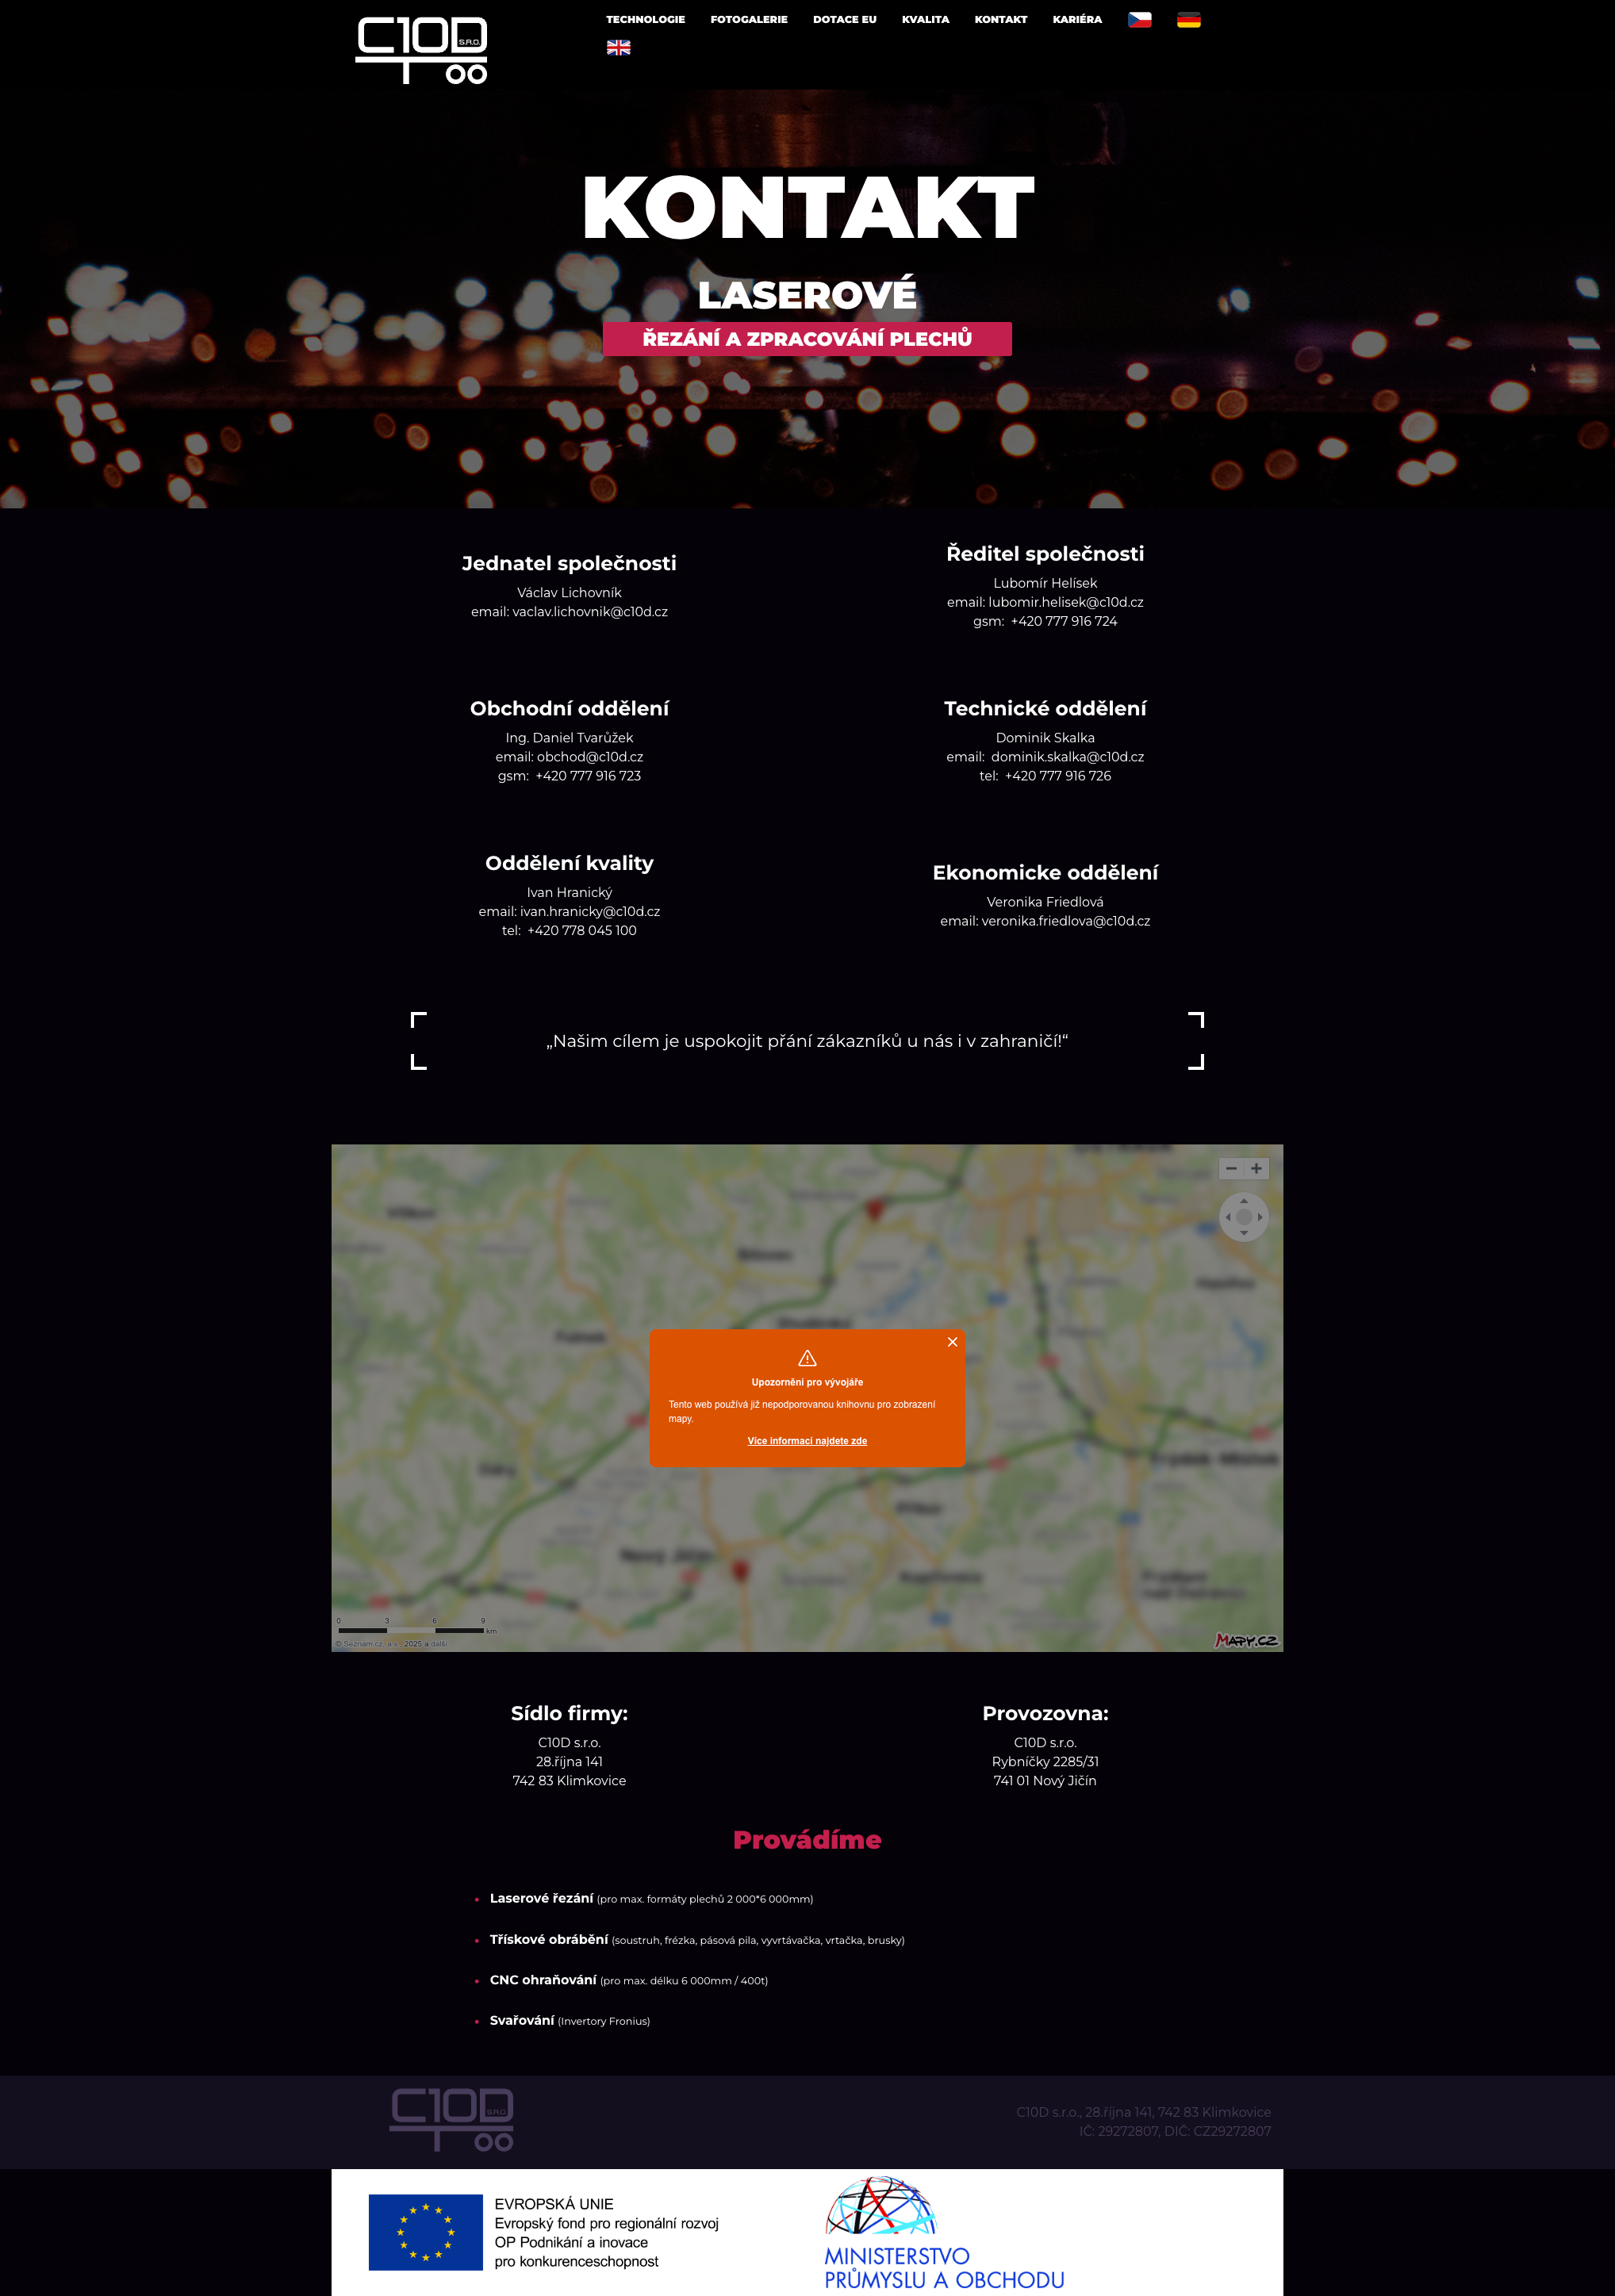 C10D S.R.O.
TECHNOLOGIE FOTOGALERIE DOTACE EU KVALITA KONTAKT KARIÉRA
KONTAKT
LASEROVÉ
ŘEZÁNÍ A ZPRACOVÁNÍ PLECHŮ
Jednatel společnosti
Václav Lichovník
email: vaclav.lichovnik@c10d.cz
Ředitel společnosti
Lubomír Helísek
email: lubomir.helisek@c10d.cz
gsm: +420 777 916 724
Obchodní oddělení
Ing. Daniel Tvarůžek
email: obchod@c10d.cz
gsm: +420 777 916 723
Technické oddělení
Dominik Skalka
email: dominik.skalka@c10d.cz
tel: +420 777 916 726
Oddělení kvality
Ivan Hranický
email: ivan.hranicky@c10d.cz
tel: +420 778 045 100
Ekonomicke oddělení
Veronika Friedlová
email: veronika.friedlova@c10d.cz
„Našim cílem je uspokojit přání zákazníků u nás i v zahraničí!“
Upozornění pro vývojáře
Tento web používá již nepodporovanou knihovnu pro zobrazení
mapy.
Více informací najdete zde
0 3 6 9 km
© Seznam.cz, a.s., 2025 a další
MAPY.CZ
Sídlo firmy:
C10D s.r.o.
28.října 141
742 83 Klimkovice
Provozovna:
C10D s.r.o.
Rybníčky 2285/31
741 01 Nový Jičín
Provádíme
Laserové řezání (pro max. formáty plechů 2 000*6 000mm)
Třískové obrábění (soustruh, frézka, pásová pila, vyvrtávačka, vrtačka, brusky)
CNC ohraňování (pro max. délku 6 000mm / 400t)
Svařování (Invertory Fronius)
C10D S.R.O.
C10D s.r.o., 28.října 141, 742 83 Klimkovice
IČ: 29272807, DIČ: CZ29272807
EVROPSKÁ UNIE
Evropský fond pro regionální rozvoj
OP Podnikání a inovace
pro konkurenceschopnost
MINISTERSTVO
PRŮMYSLU A OBCHODU